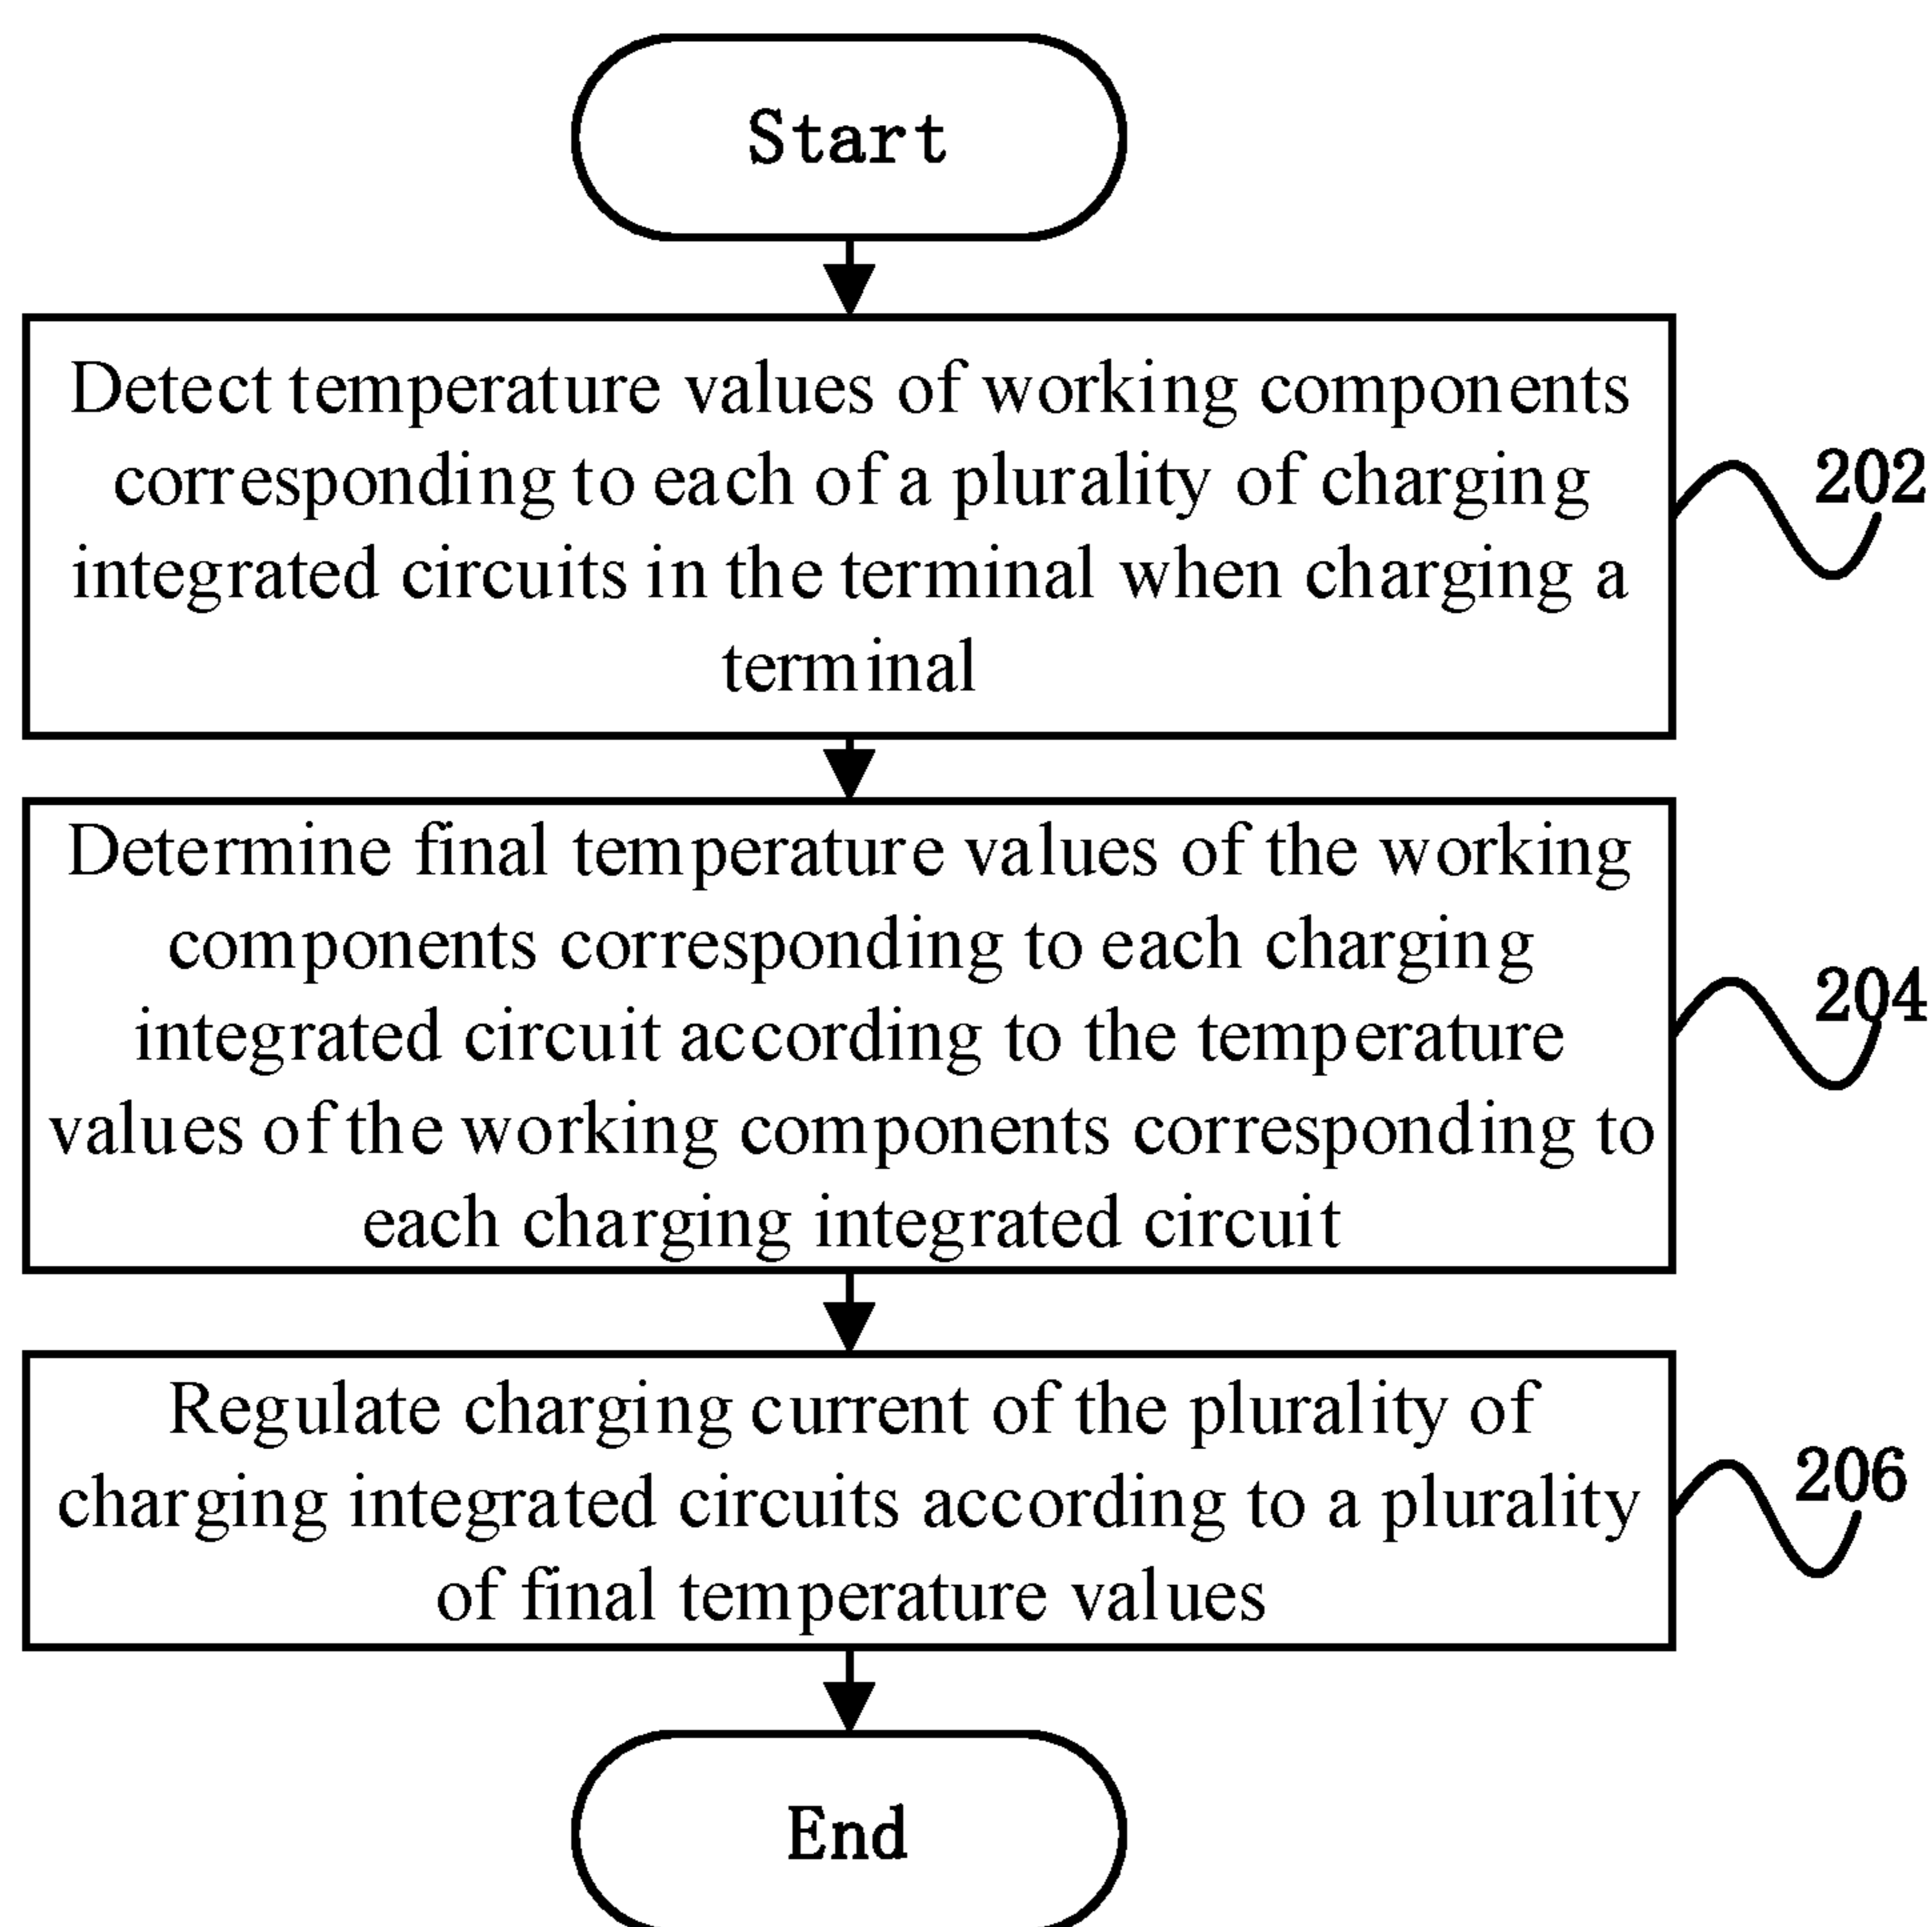 Start
Detect temperature values of working components
corresponding to each of a plurality of charging
integrated circuits in the terminal when charging a
terminal
202
Determine final temperature values of the working
components corresponding to each charging
integrated circuit according to the temperature
values of the working components corresponding to
each charging integrated circuit
204
Regulate charging current of the plurality of
charging integrated circuits according to a plurality
of final temperature values
206
End